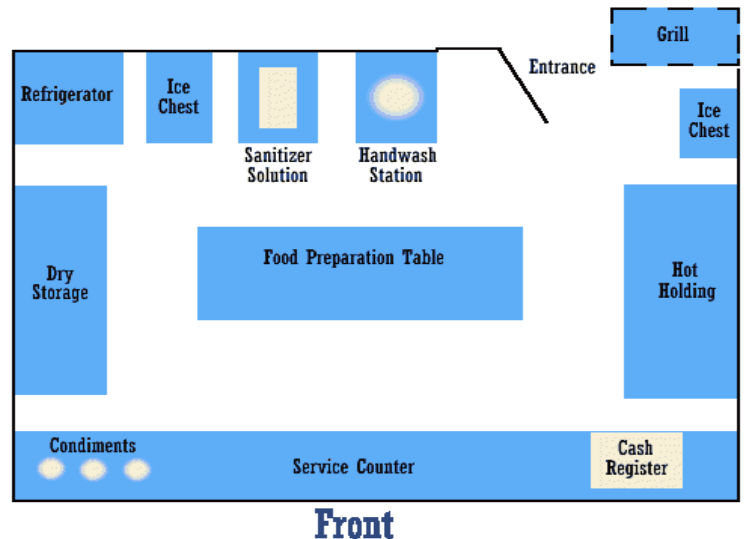 Grill
Entrance
Refrigerator
Ice
Chest
Ice
Chest
Sanitizer
Solution
Handwash
Station
Food Preparation Table
Dry
Storage
Hot
Holding
Condiments
Service Counter
Cash
Register
Front